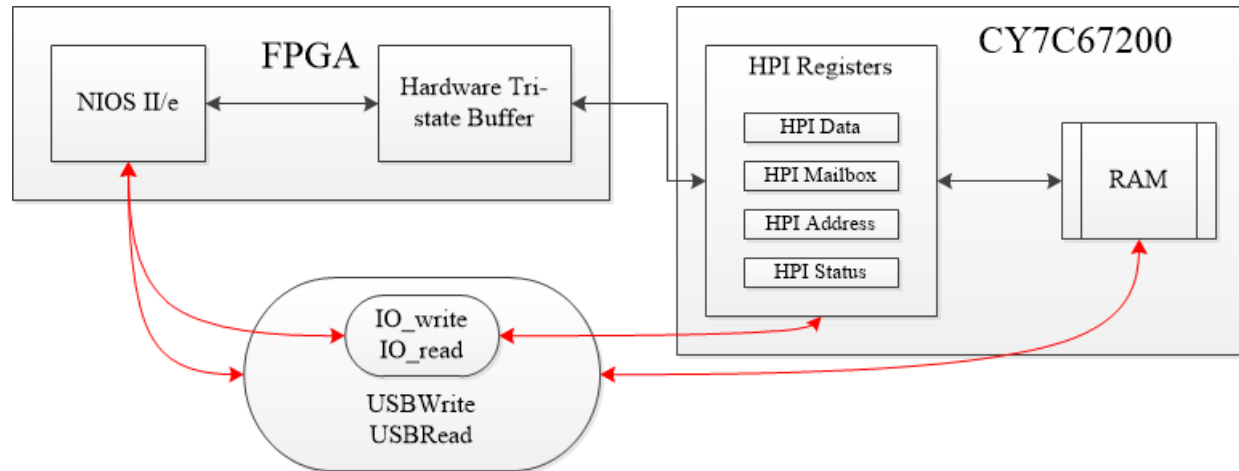 FPGA
NIOS II/e
Hardware Tri-
state Buffer
CY7C67200
HPI Registers
HPI Data
HPI Mailbox
HPI Address
HPI Status
RAM
IO_write
IO_read
USBWrite
USBRead